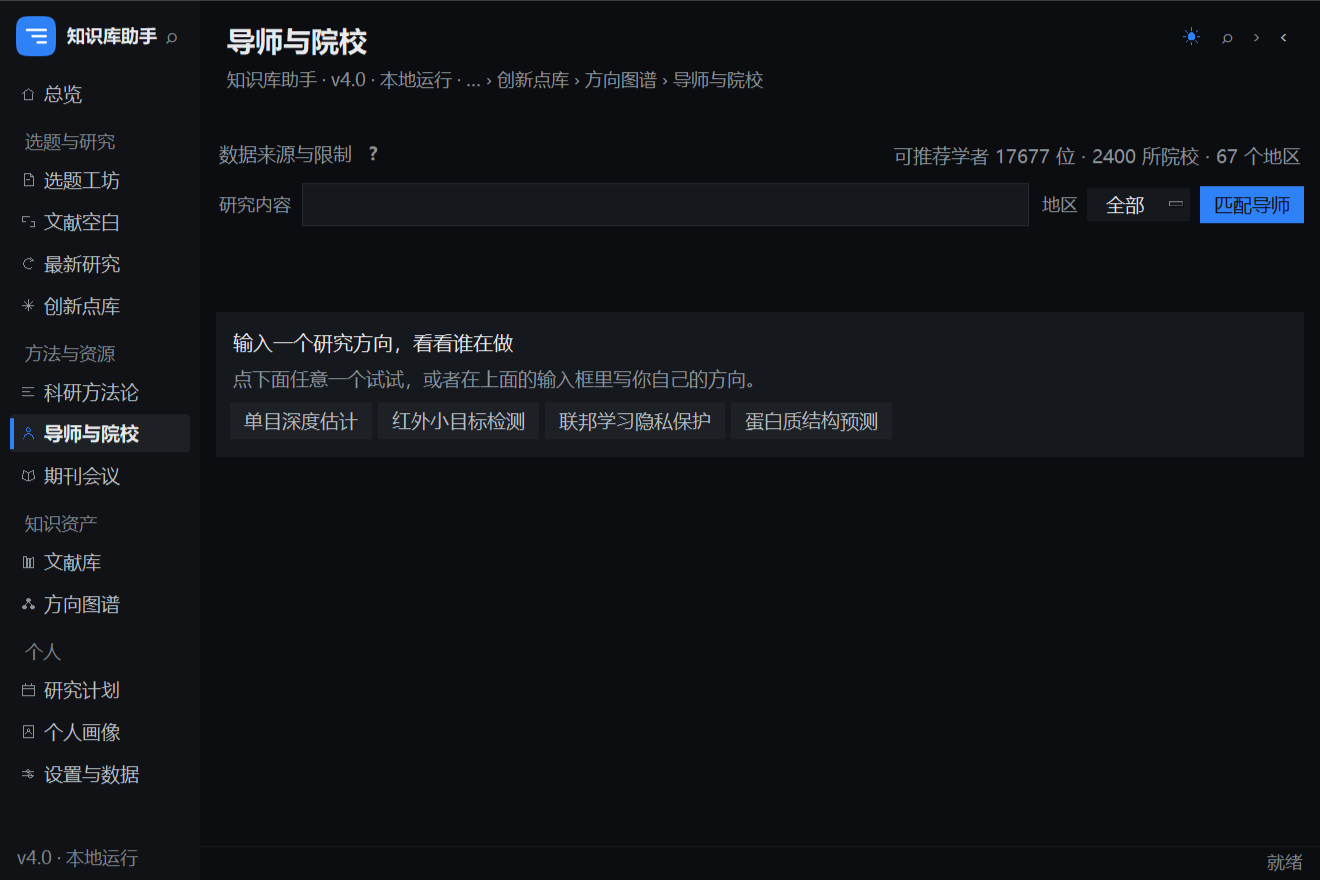 知识库助手
总览
选题与研究
选题工坊
文献空白
最新研究
创新点库
方法与资源
科研方法论
导师与院校
期刊会议
知识资产
文献库
方向图谱
个人
研究计划
个人画像
设置与数据
v4.0 · 本地运行
导师与院校
知识库助手 · v4.0 · 本地运行 · ... › 创新点库 › 方向图谱 › 导师与院校
数据来源与限制 ?
可推荐学者 17677 位 · 2400 所院校 · 67 个地区
研究内容
地区 全部 匹配导师
输入一个研究方向，看看谁在做
点下面任意一个试试，或者在上面的输入框里写你自己的方向。
单目深度估计 红外小目标检测 联邦学习隐私保护 蛋白质结构预测
就绪